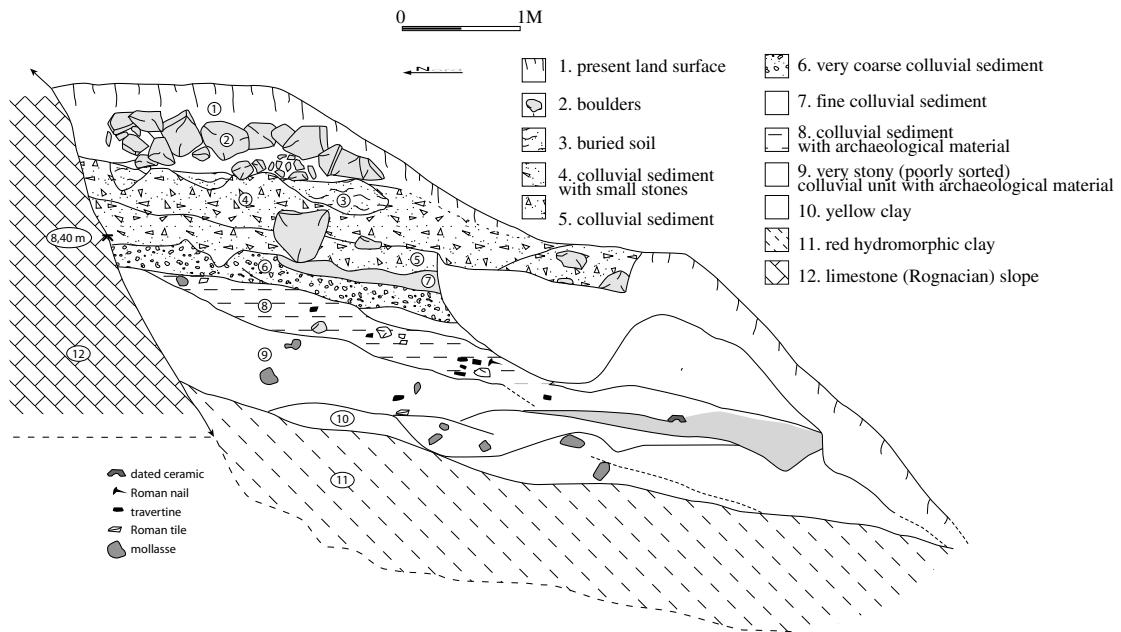 0 1M
N
1. present land surface
2. boulders
3. buried soil
4. colluvial sediment
with small stones
5. colluvial sediment
6. very coarse colluvial sediment
7. fine colluvial sediment
8. colluvial sediment
with archaeological material
9. very stony (poorly sorted)
colluvial unit with archaeological material
10. yellow clay
11. red hydromorphic clay
12. limestone (Rognacian) slope
1
2
4
3
8,40 m
5
6
7
8
12
9
10
11
dated ceramic
Roman nail
travertine
Roman tile
mollasse